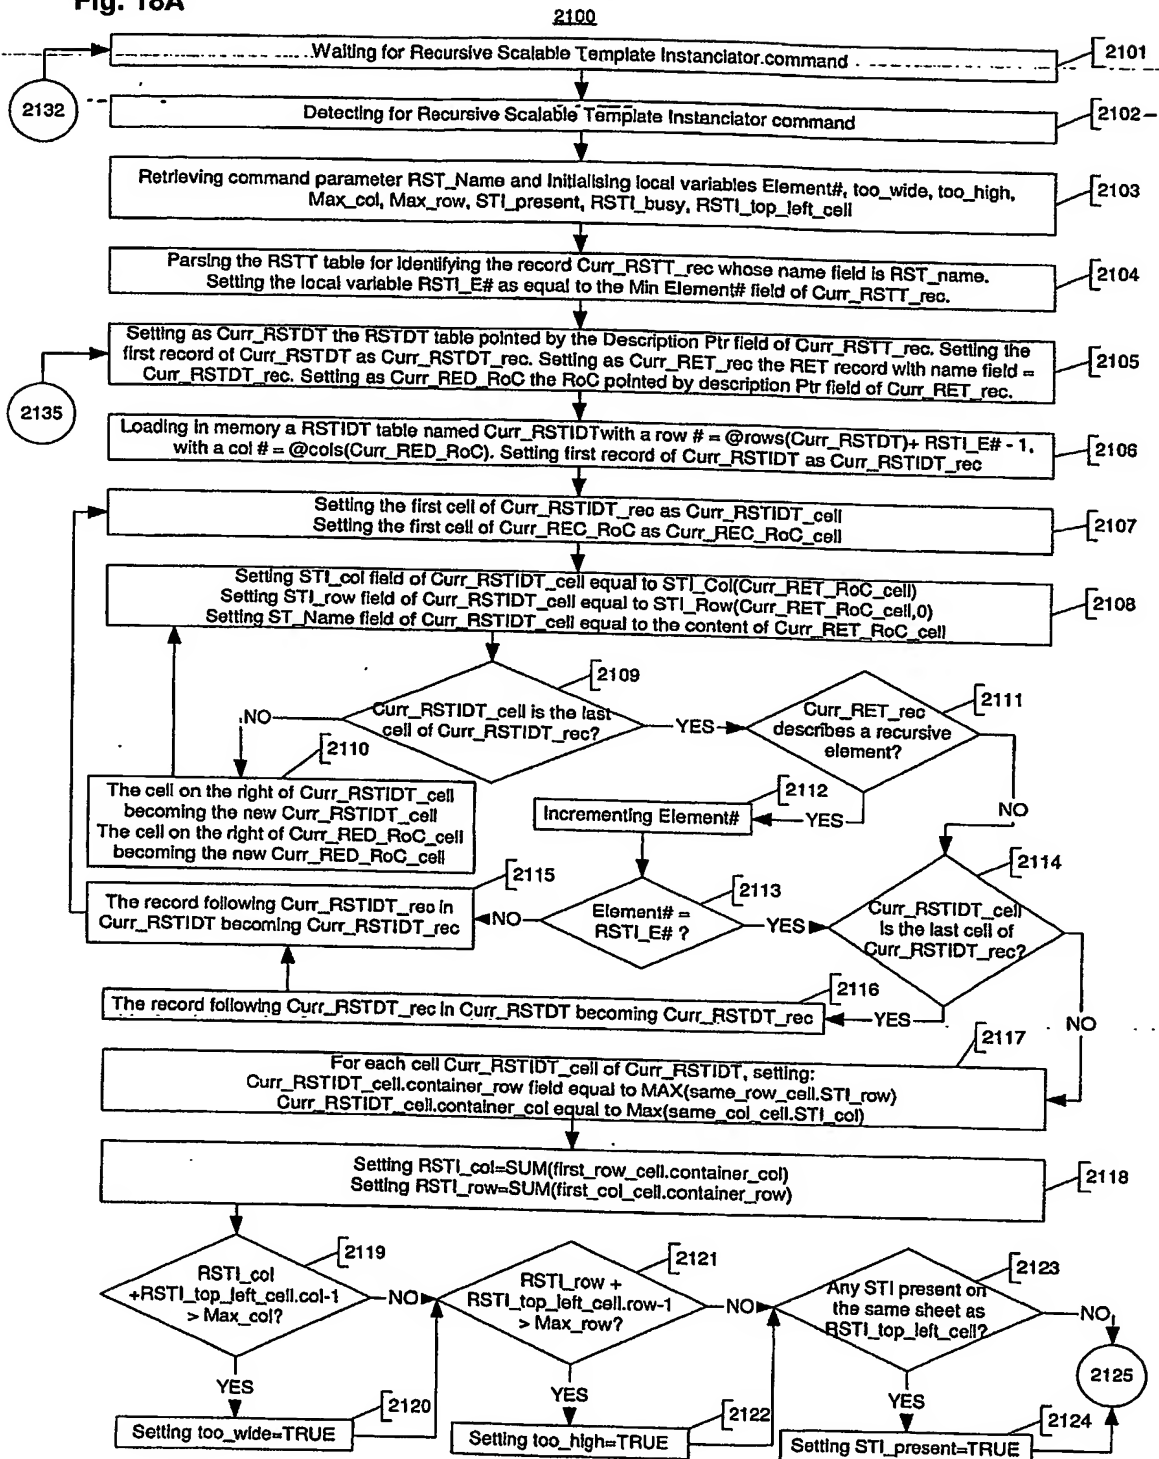 Fig. 18A
2100
Waiting for Recursive Scalable Template Instanciator command
2101
2132
Detecting for Recursive Scalable Template Instanciator command
2102
Retrieving command parameter RST_Name and Initialising local variables Element#, too_wide, too_high,
Max_col, Max_row, STI_present, RSTI_busy, RSTI_top_left_cell
2103
Parsing the RSTT table for identifying the record Curr_RSTT_rec whose name field is RST_name.
Setting the local variable RSTI_E# as equal to the Min Element# field of Curr_RSTT_rec.
2104
Setting as Curr_RSTDT the RSTDT table pointed by the Description Ptr field of Curr_RSTT_rec. Setting the
first record of Curr_RSTDT as Curr_RSTDT_rec. Setting as Curr_RET_rec the RET record with name field =
Curr_RSTDT_rec. Setting as Curr_RED_RoC the RoC pointed by description Ptr field of Curr_RET_rec.
2105
2135
Loading in memory a RSTIDT table named Curr_RSTIDTwith a row # = @rows(Curr_RSTDT)+ RSTI_E# - 1,
with a col # = @cols(Curr_RED_RoC). Setting first record of Curr_RSTIDT as Curr_RSTIDT_rec
2106
Setting the first cell of Curr_RSTIDT_rec as Curr_RSTIDT_cell
Setting the first cell of Curr_REC_RoC as Curr_REC_RoC_cell
2107
Setting STI_col field of Curr_RSTIDT_cell equal to STI_Col(Curr_RET_RoC_cell)
Setting STI_row field of Curr_RSTIDT_cell equal to STI_Row(Curr_RET_RoC_cell,0)
Setting ST_Name field of Curr_RSTIDT_cell equal to the content of Curr_RET_RoC_cell
2108
2109
Curr_RSTIDT_cell is the last
cell of Curr_RSTIDT_rec?
NO
YES
2111
Curr_RET_rec
describes a recursive
element?
NO
YES
2110
The cell on the right of Curr_RSTIDT_cell
becoming the new Curr_RSTIDT_cell
The cell on the right of Curr_RED_RoC_cell
becoming the new Curr_RED_RoC_cell
2112
Incrementing Element#
2115
The record following Curr_RSTIDT_rec in
Curr_RSTIDT becoming Curr_RSTIDT_rec
NO
2113
Element# =
RSTI_E# ?
YES
2114
Curr_RSTIDT_cell
is the last cell of
Curr_RSTIDT_rec?
2116
The record following Curr_RSTDT_rec in Curr_RSTDT becoming Curr_RSTDT_rec
YES
NO
2117
For each cell Curr_RSTIDT_cell of Curr_RSTIDT, setting:
Curr_RSTIDT_cell.container_row field equal to MAX(same_row_cell.STI_row)
Curr_RSTIDT_cell.container_col equal to Max(same_col_cell.STI_col)
Setting RSTI_col=SUM(first_row_cell.container_col)
Setting RSTI_row=SUM(first_col_cell.container_row)
2118
2119
RSTI_col
+RSTI_top_left_cell.col-1
> Max_col?
NO
YES
2121
RSTI_row +
RSTI_top_left_cell.row-1
> Max_row?
NO
YES
2123
Any STI present on
the same sheet as
RSTI_top_left_cell?
NO
YES
2125
2120
Setting too_wide=TRUE
2122
Setting too_high=TRUE
2124
Setting STI_present=TRUE